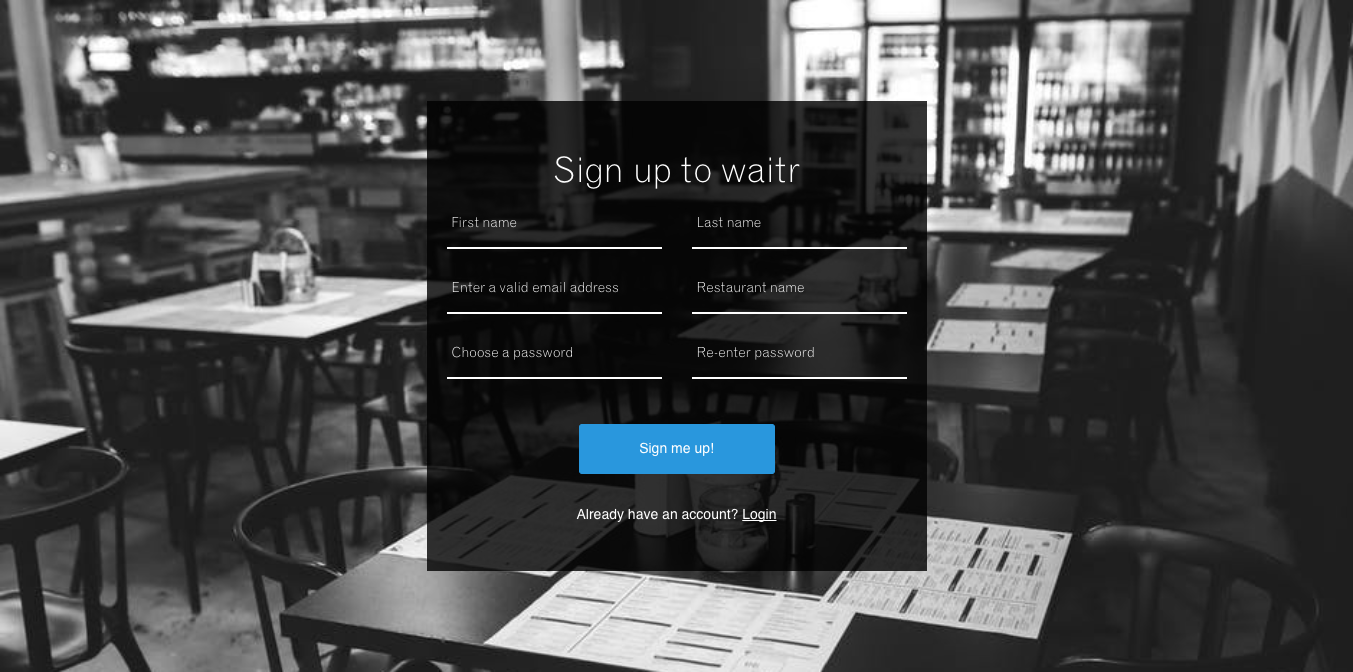 Sign up to waitr
First name
Last name
Enter a valid email address
Restaurant name
Choose a password
Re-enter password
Sign me up!
Already have an account? Login